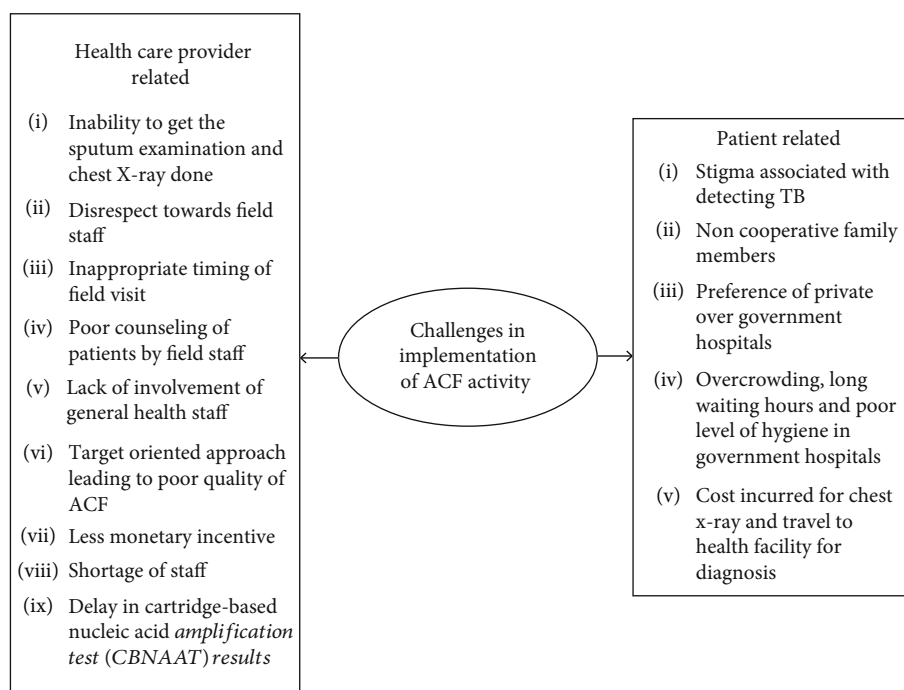 Health care provider
related
(i) Inability to get the
sputum examination and
chest X-ray done
(ii) Disrespect towards field
staff
(iii) Inappropriate timing of
field visit
(iv) Poor counseling of
patients by field staff
(v) Lack of involvement of
general health staff
(vi) Target oriented approach
leading to poor quality of
ACF
(vii) Less monetary incentive
(viii) Shortage of staff
(ix) Delay in cartridge-based
nucleic acid amplification
test (CBNAAT) results
Challenges in
implementation
of ACF activity
Patient related
(i) Stigma associated with
detecting TB
(ii) Non cooperative family
members
(iii) Preference of private
over government
hospitals
(iv) Overcrowding, long
waiting hours and poor
level of hygiene in
government hospitals
(v) Cost incurred for chest
x-ray and travel to
health facility for
diagnosis